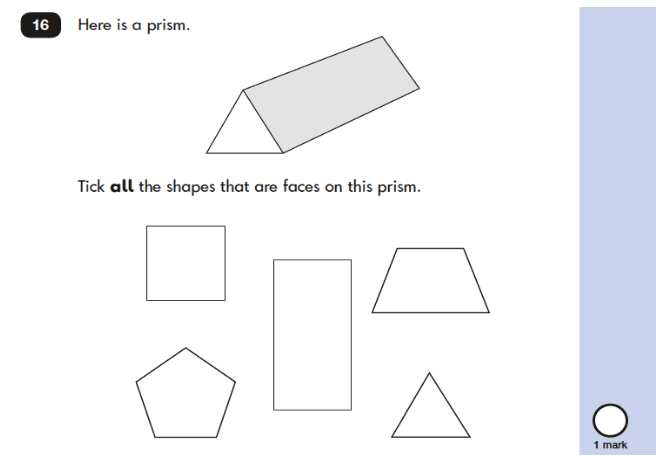 16 Here is a prism.
Tick all the shapes that are faces on this prism.
1 mark